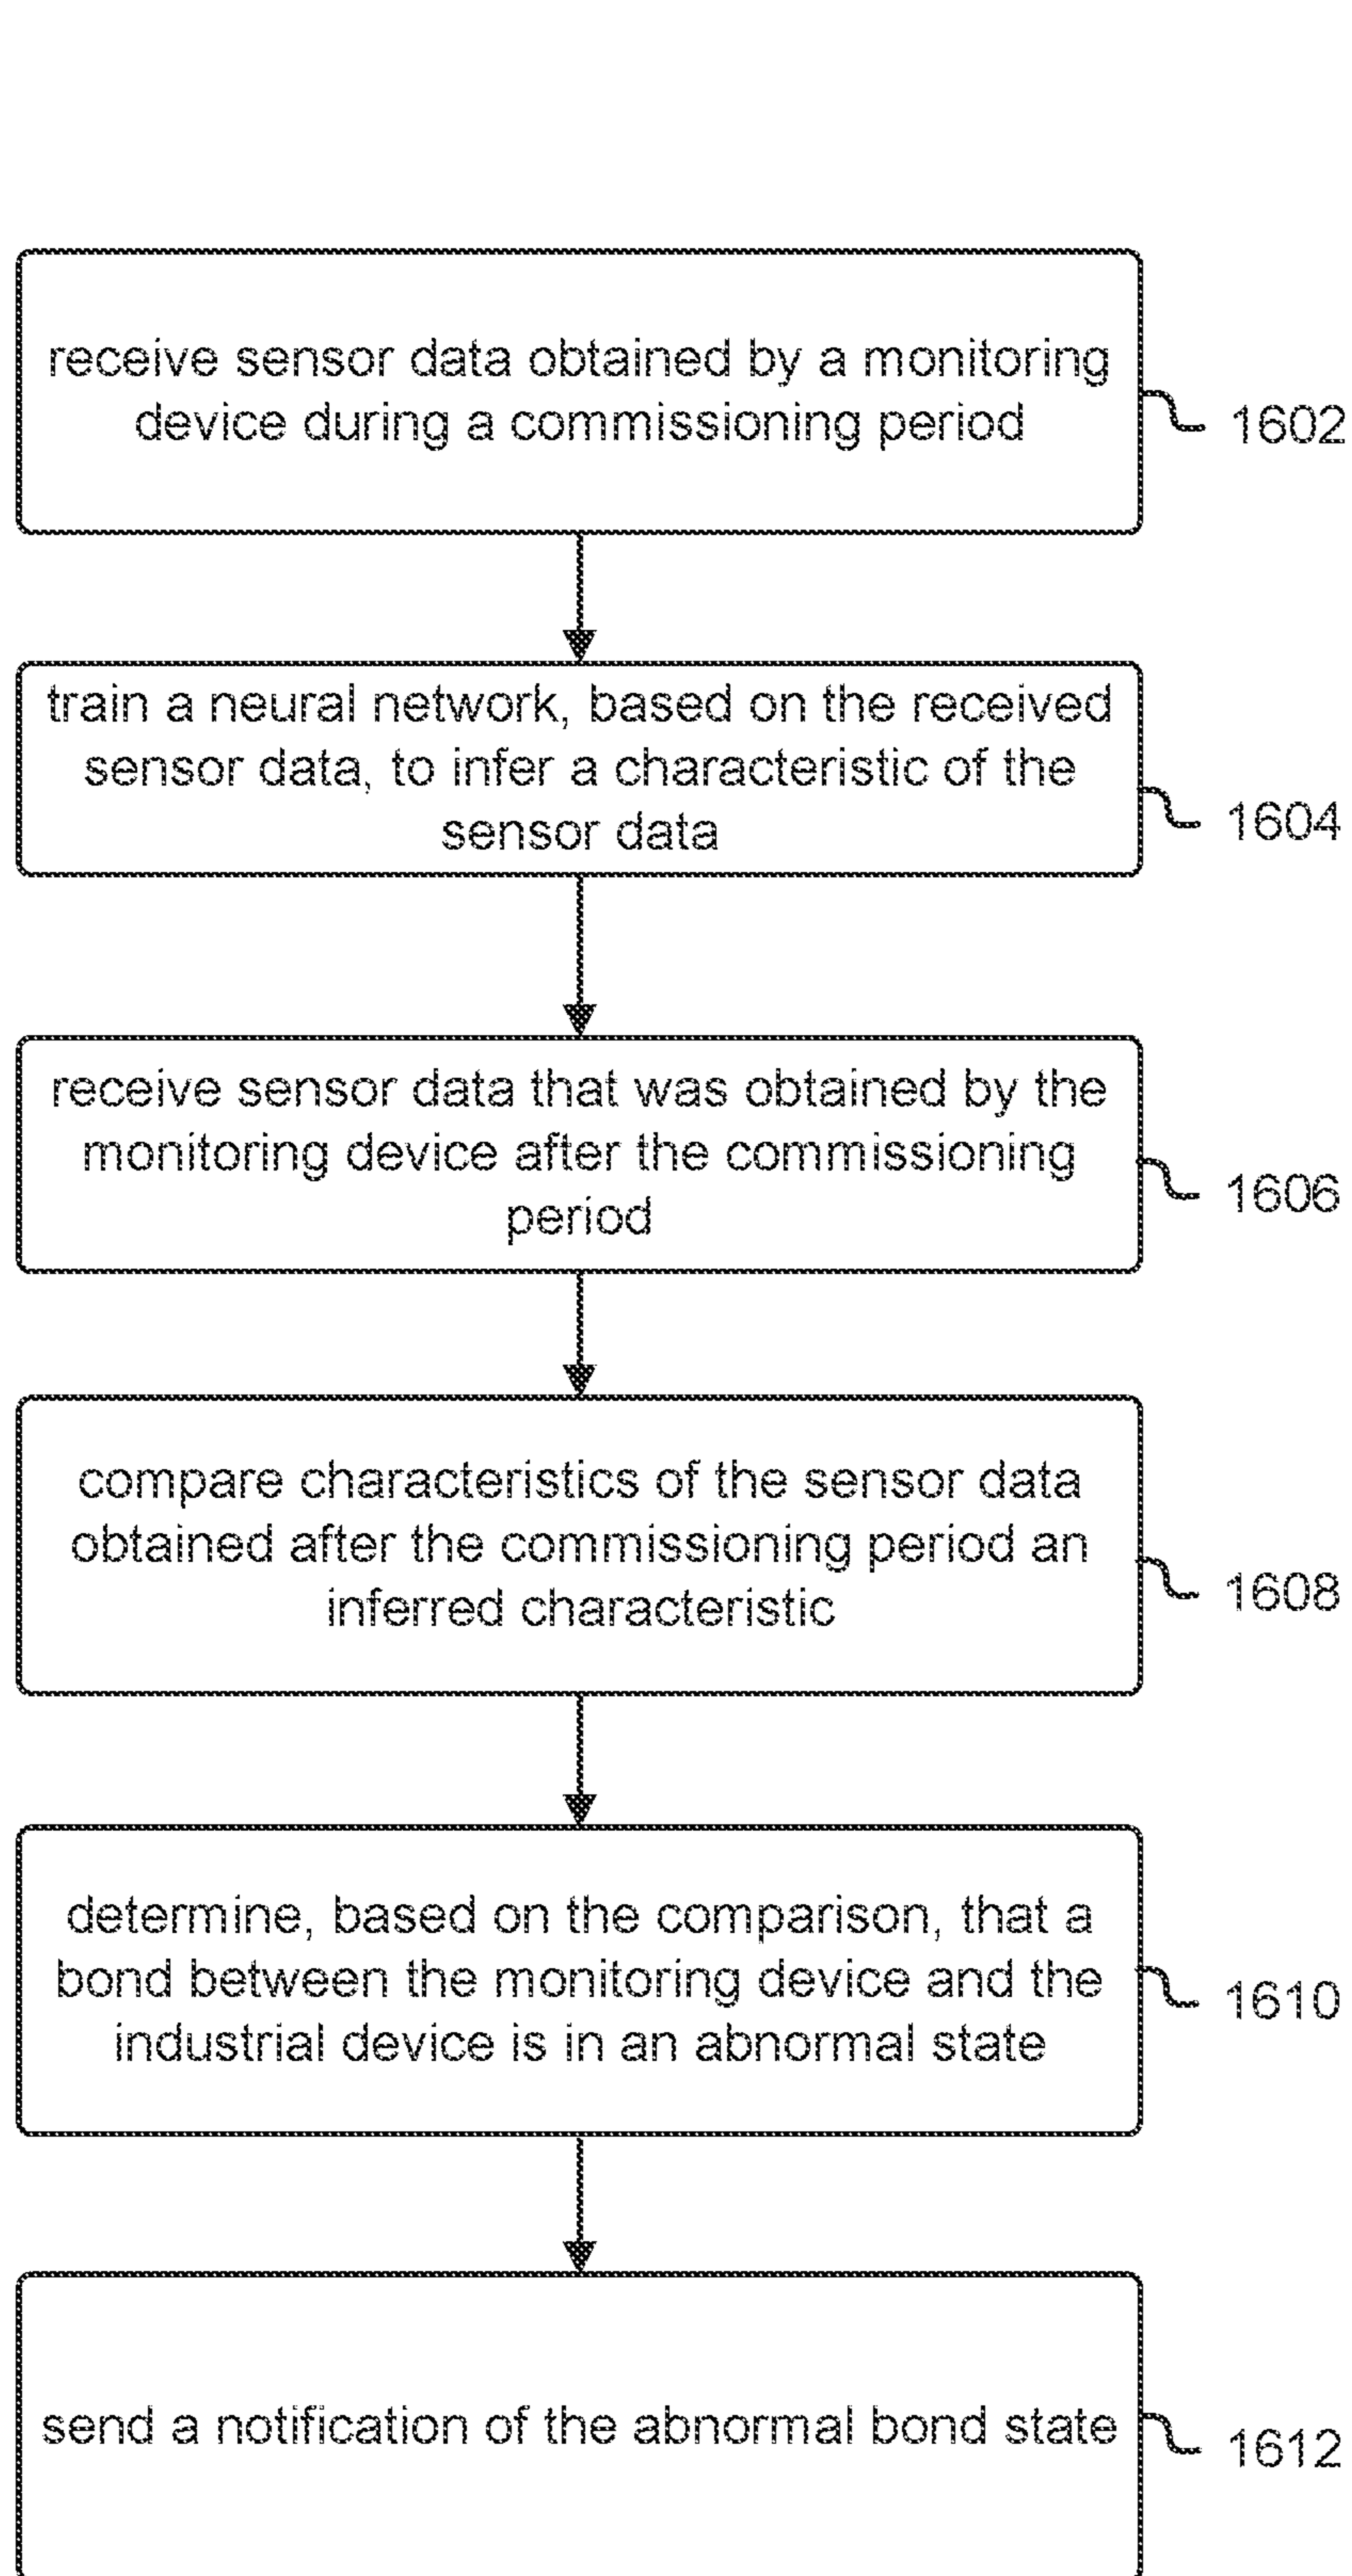 receive sensor data obtained by a monitoring
device during a commissioning period
1602
train a neural network, based on the received
sensor data, to infer a characteristic of the
sensor data
1604
receive sensor data that was obtained by the
monitoring device after the commissioning
period
1606
compare characteristics of the sensor data
obtained after the commissioning period an
inferred characteristic
1608
determine, based on the comparison, that a
bond between the monitoring device and the
industrial device is in an abnormal state
1610
send a notification of the abnormal bond state
1612